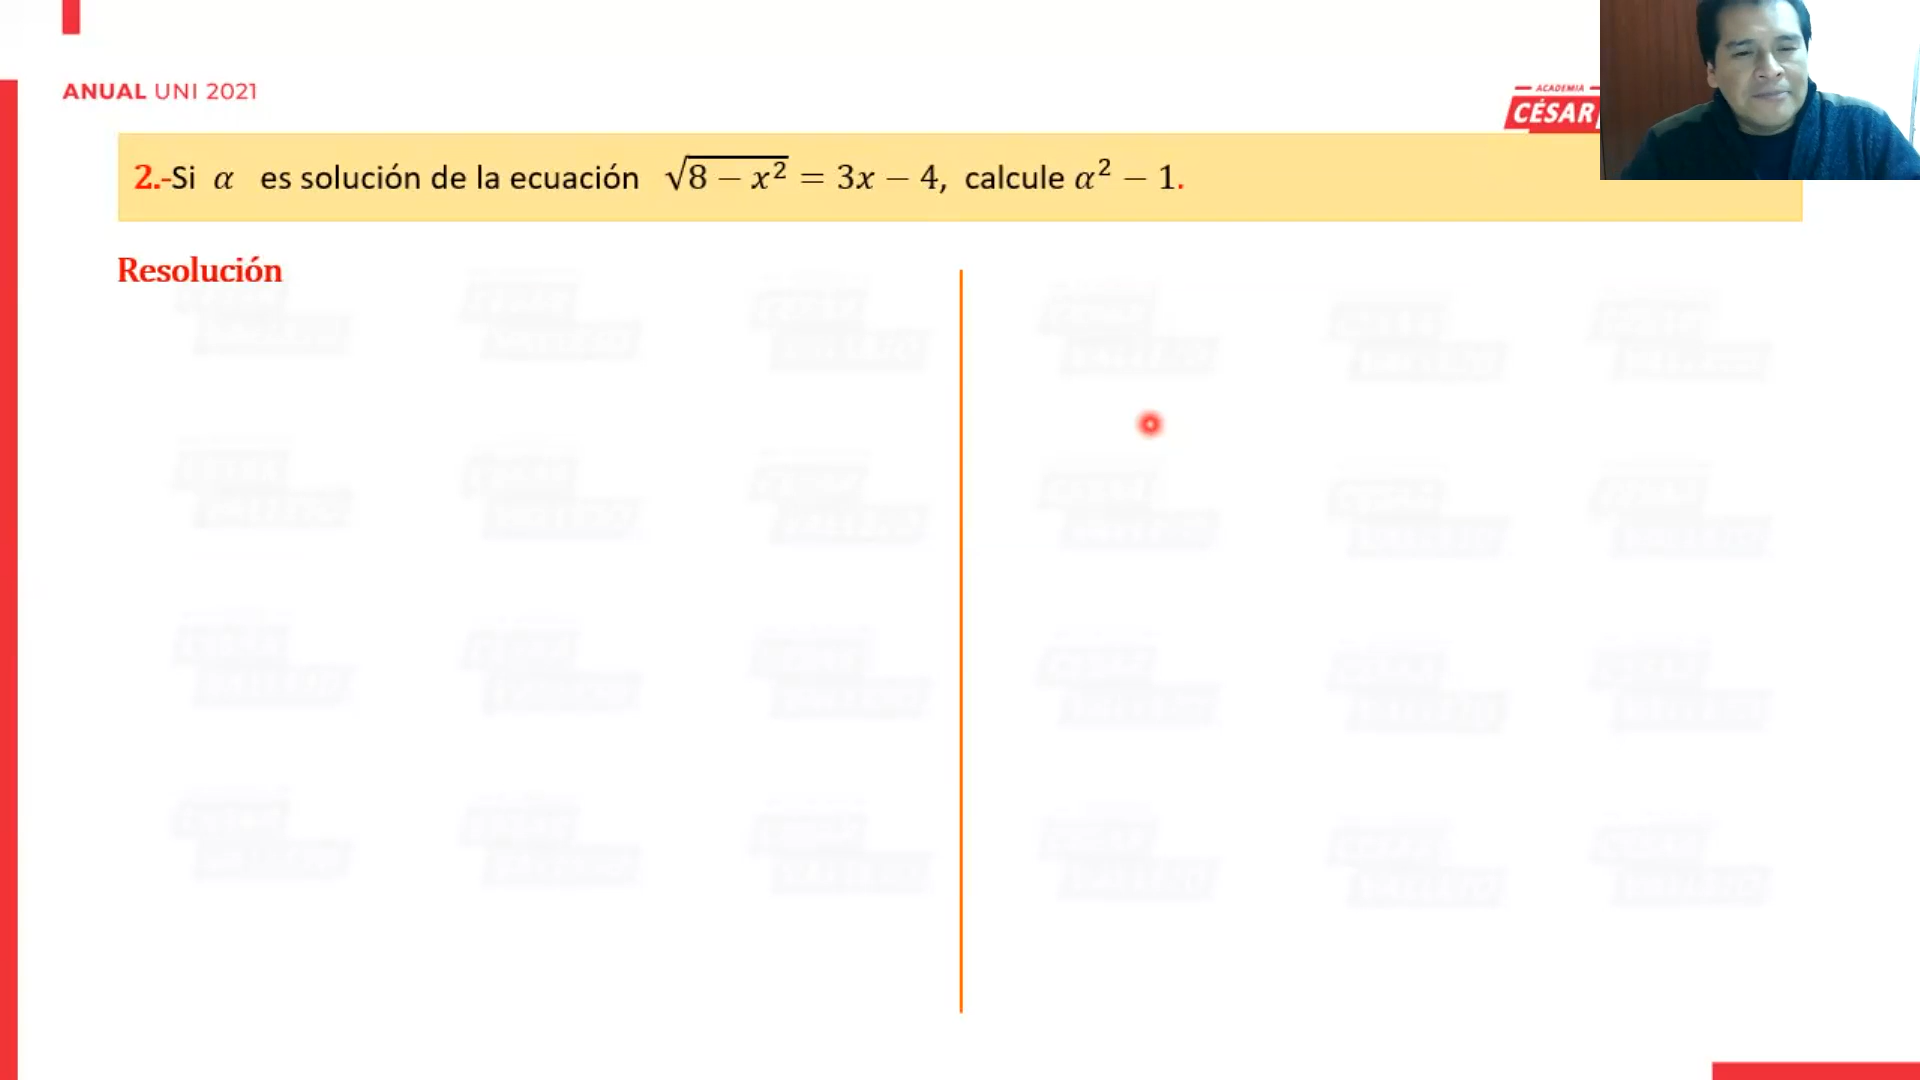 ANUAL UNI 2021
ACADEMIA
CÉSAR
2.-Si α es solución de la ecuación √(8 − x²) = 3x − 4, calcule α² − 1.
Resolución